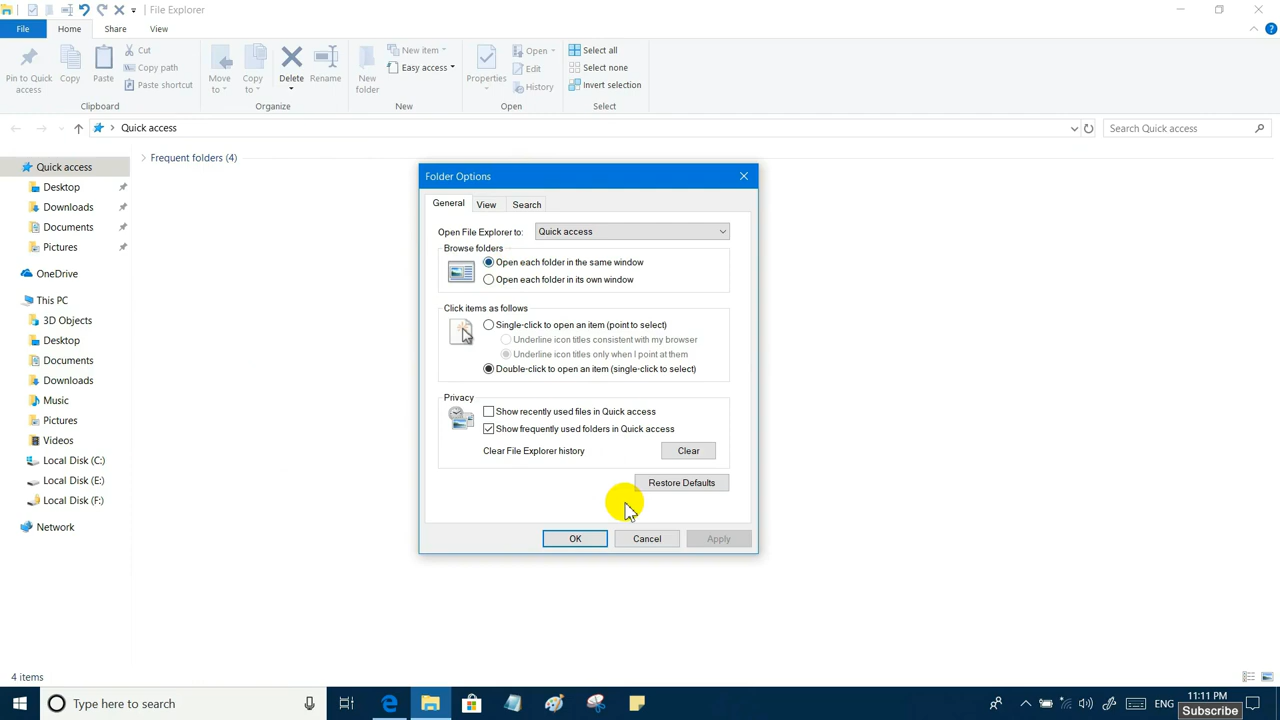 File Explorer
File Home Share View
Pin to Quick access
Copy
Paste
Cut
Copy path
Paste shortcut
Clipboard
Move to
Copy to
Delete
Rename
Organize
New folder
New item
Easy access
New
Properties
Open
Edit
History
Open
Select all
Select none
Invert selection
Select
Quick access
Search Quick access
Quick access
Desktop
Downloads
Documents
Pictures
OneDrive
This PC
3D Objects
Desktop
Documents
Downloads
Music
Pictures
Videos
Local Disk (C:)
Local Disk (E:)
Local Disk (F:)
Network
Frequent folders (4)
Folder Options
General View Search
Open File Explorer to: Quick access
Browse folders
Open each folder in the same window
Open each folder in its own window
Click items as follows
Single-click to open an item (point to select)
Underline icon titles consistent with my browser
Underline icon titles only when I point at them
Double-click to open an item (single-click to select)
Privacy
Show recently used files in Quick access
Show frequently used folders in Quick access
Clear File Explorer history Clear
Restore Defaults
OK Cancel Apply
4 items
Type here to search
ENG
11:11 PM
Subscribe